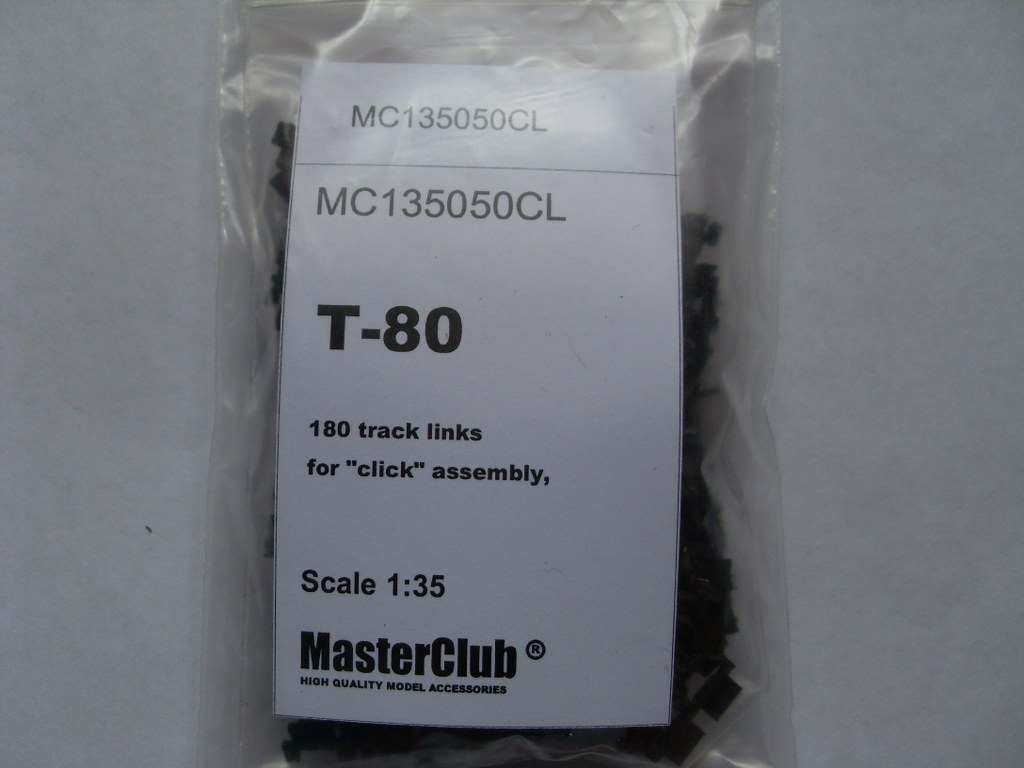 MC135050CL
MC135050CL
T-80
180 track links
for "click" assembly,
Scale 1:35
MasterClub ®
HIGH QUALITY MODEL ACCESSORIES